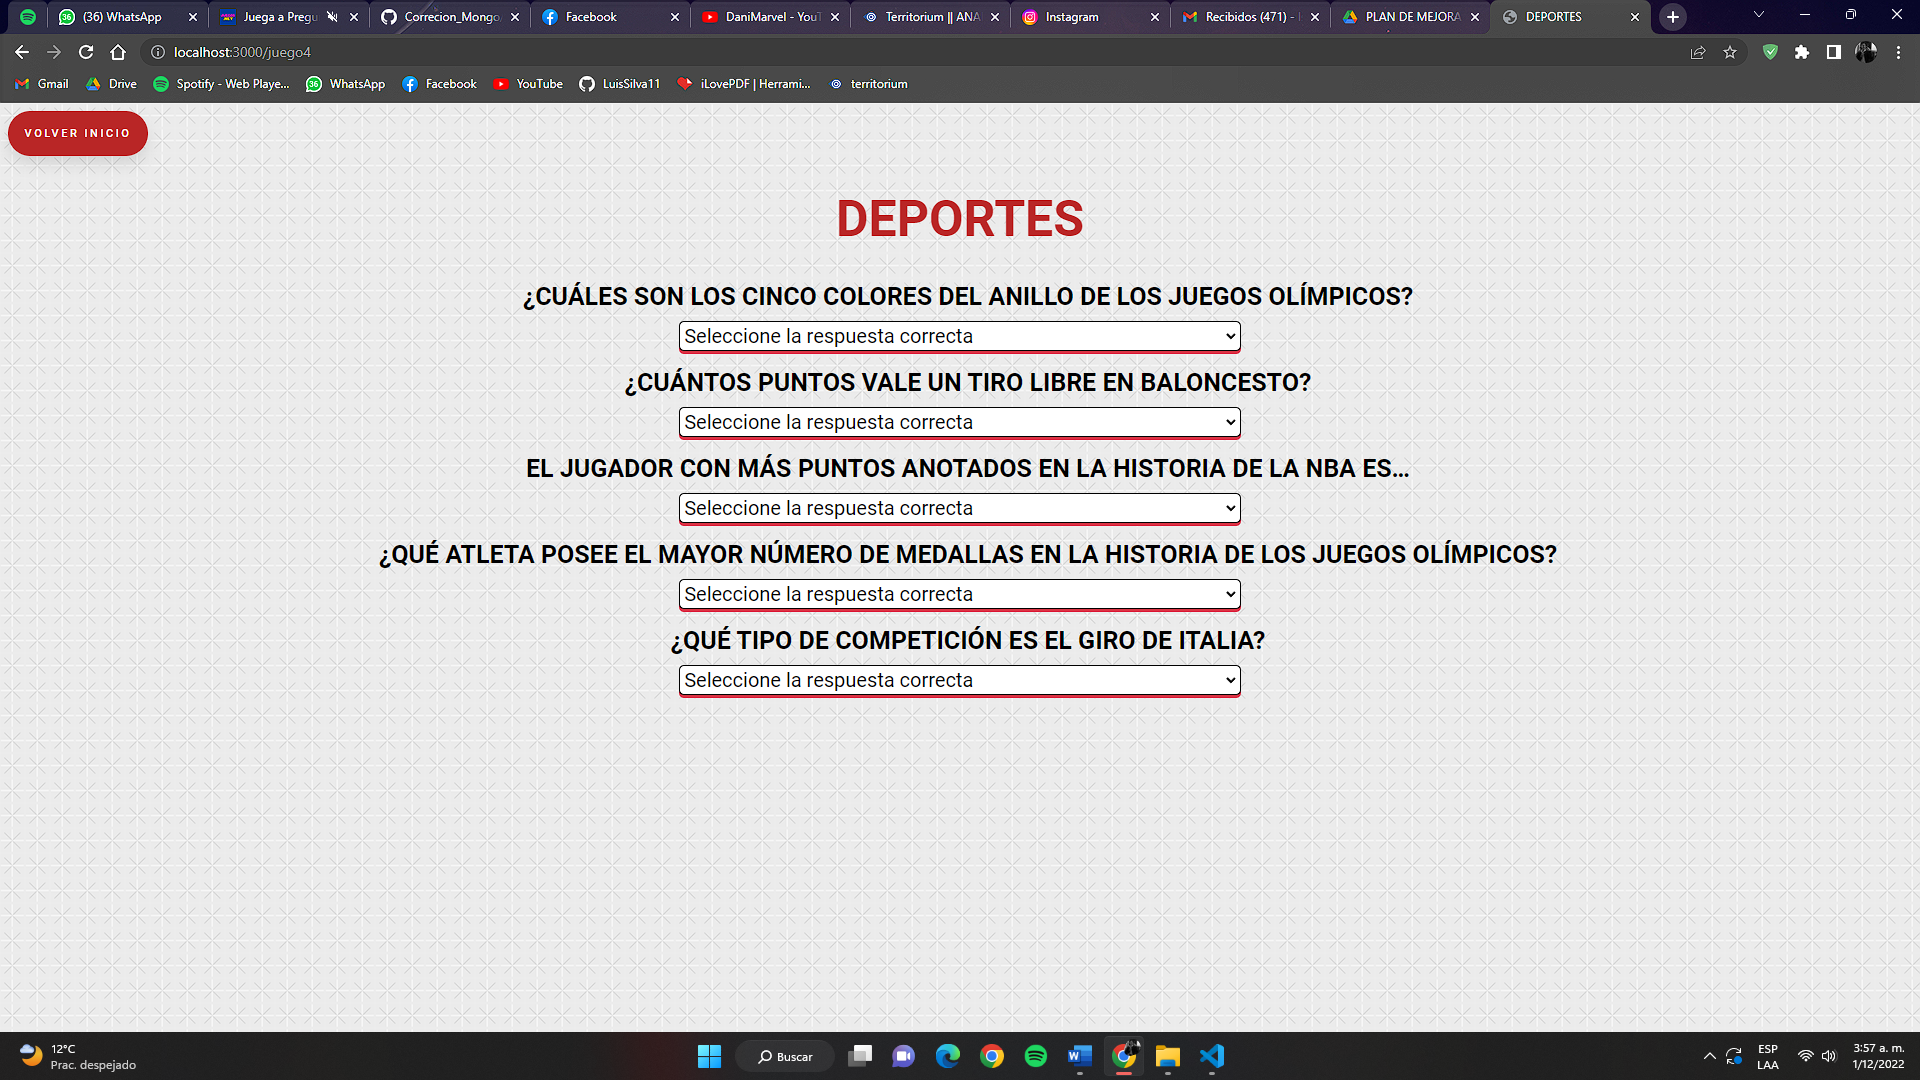 (36) WhatsApp
Juega a Pregu
Correcion_Mongo
Facebook
DaniMarvel - YouT
Territorium || ANA
Instagram
Recibidos (471) -
PLAN DE MEJORA
DEPORTES
localhost:3000/juego4
Gmail
Drive
Spotify - Web Playe...
WhatsApp
Facebook
YouTube
LuisSilva11
iLovePDF | Herrami...
territorium
VOLVER INICIO
DEPORTES
¿CUÁLES SON LOS CINCO COLORES DEL ANILLO DE LOS JUEGOS OLÍMPICOS?
Seleccione la respuesta correcta
¿CUÁNTOS PUNTOS VALE UN TIRO LIBRE EN BALONCESTO?
Seleccione la respuesta correcta
EL JUGADOR CON MÁS PUNTOS ANOTADOS EN LA HISTORIA DE LA NBA ES...
Seleccione la respuesta correcta
¿QUÉ ATLETA POSEE EL MAYOR NÚMERO DE MEDALLAS EN LA HISTORIA DE LOS JUEGOS OLÍMPICOS?
Seleccione la respuesta correcta
¿QUÉ TIPO DE COMPETICIÓN ES EL GIRO DE ITALIA?
Seleccione la respuesta correcta
12°C
Prac. despejado
Buscar
ESP
LAA
3:57 a. m.
1/12/2022